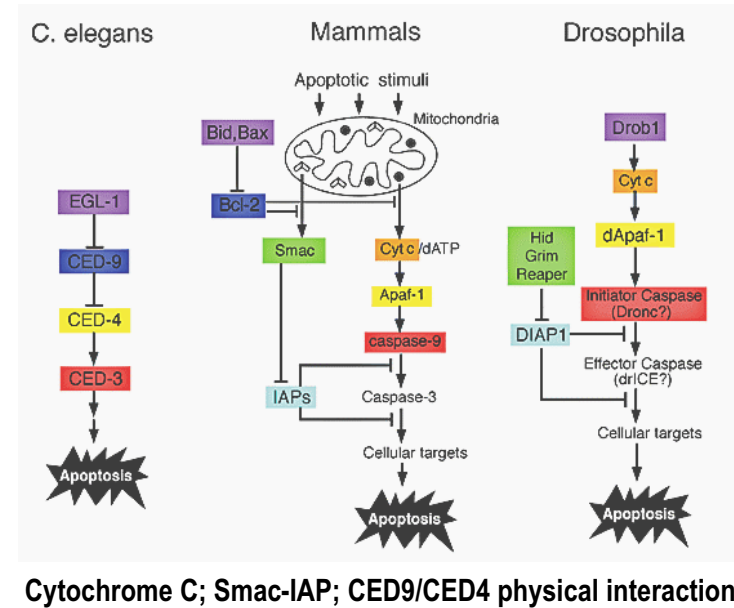 C. elegans
Mammals
Drosophila
Apoptotic stimuli
Mitochondria
Bid,Bax
Drob1
Cyt c
EGL-1
Bcl-2
Hid
Grim
Reaper
dApaf-1
Smac
Cyt c/dATP
CED-9
Apaf-1
Initiator Caspase
(Dronc?)
CED-4
DIAP1
caspase-9
Effector Caspase
(drICE?)
CED-3
IAPs
Caspase-3
Cellular targets
Cellular targets
Apoptosis
Apoptosis
Apoptosis
Cytochrome C; Smac-IAP; CED9/CED4 physical interaction